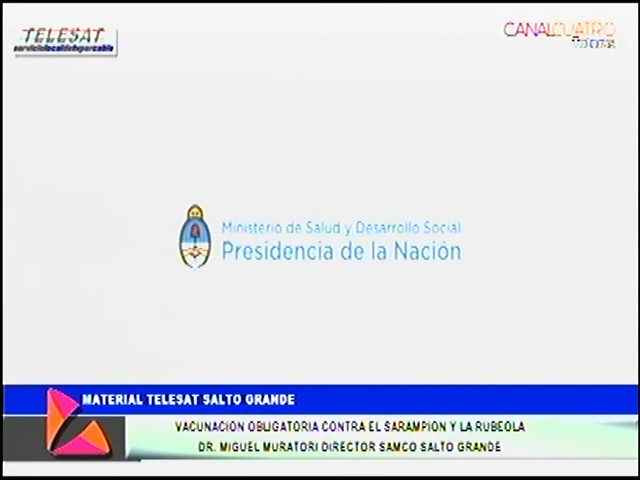 TELESAT
serviciolocaldehipercable
CANALCUATRO
Ministerio de Salud y Desarrollo Social
Presidencia de la Nación
MATERIAL TELESAT SALTO GRANDE
VACUNACION OBLIGATORIA CONTRA EL SARAMPION Y LA RUBEOLA
DR. MIGUEL MURATORI DIRECTOR SAMCO SALTO GRANDE